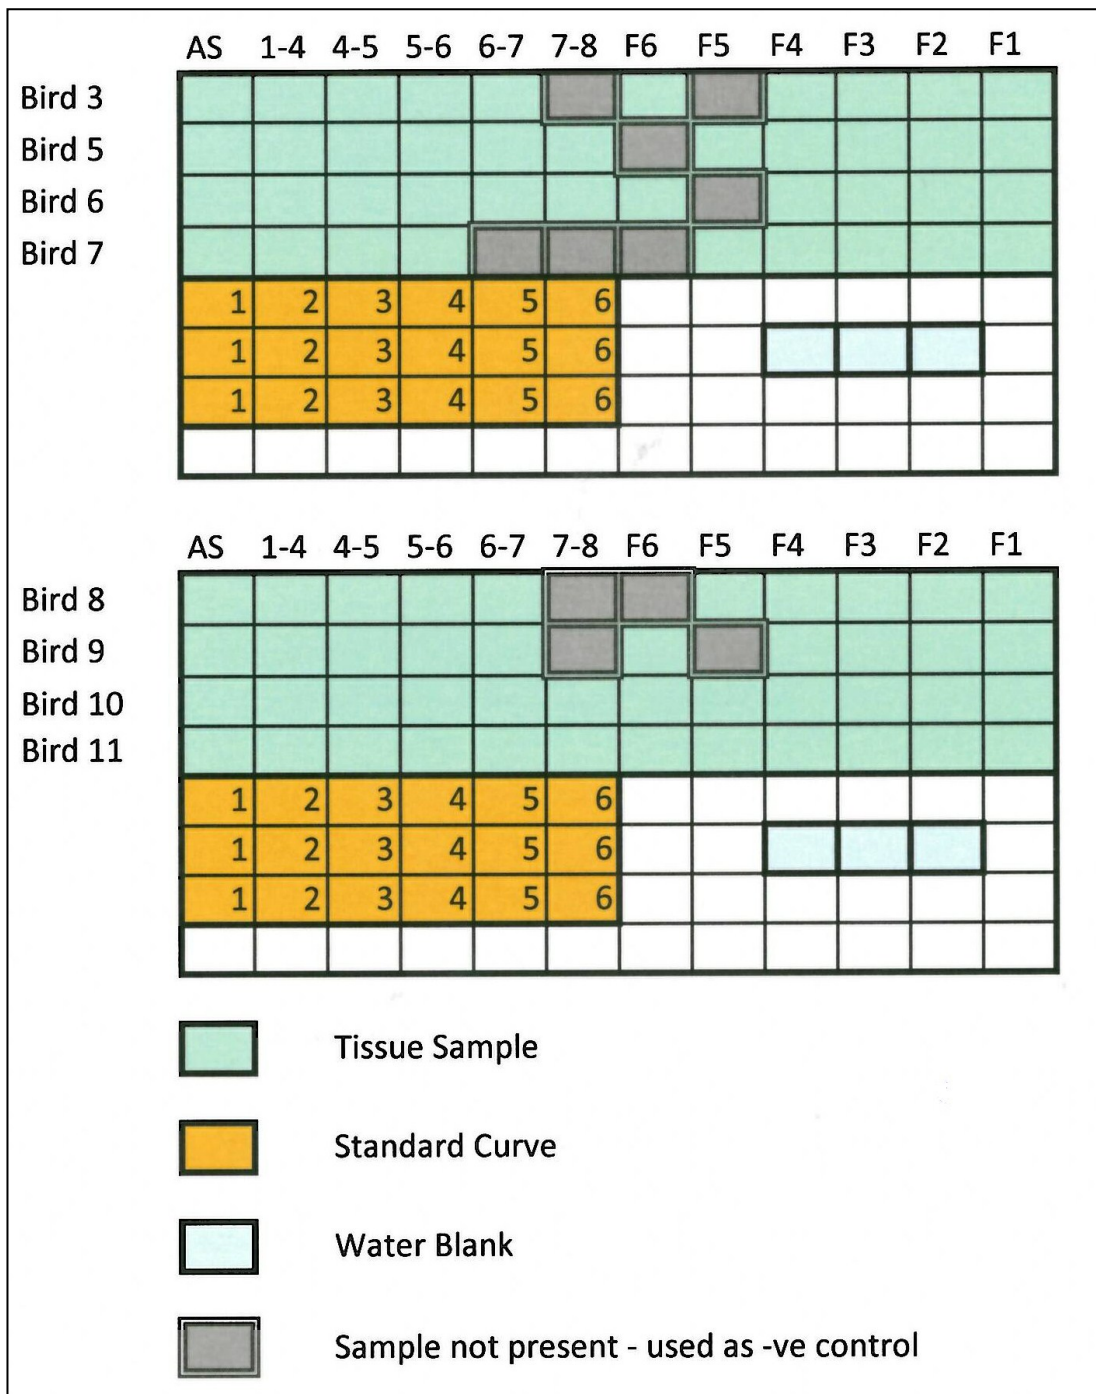 AS 1-4 4-5 5-6 6-7 7-8 F6 F5 F4 F3 F2 F1
Bird 3
Bird 5
Bird 6
Bird 7
1 2 3 4 5 6
1 2 3 4 5 6
1 2 3 4 5 6
AS 1-4 4-5 5-6 6-7 7-8 F6 F5 F4 F3 F2 F1
Bird 8
Bird 9
Bird 10
Bird 11
1 2 3 4 5 6
1 2 3 4 5 6
1 2 3 4 5 6
Tissue Sample
Standard Curve
Water Blank
Sample not present - used as -ve control